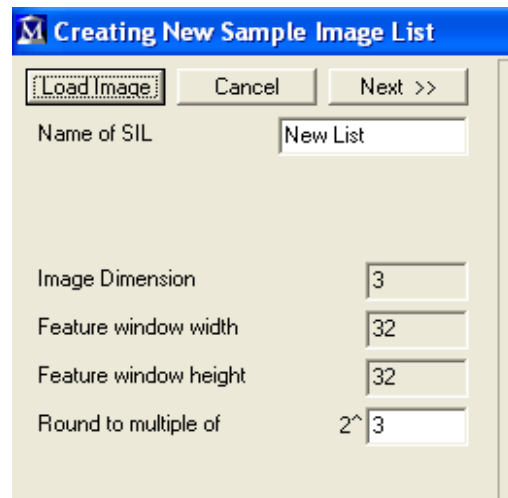 Creating New Sample Image List
Load Image Cancel Next >>
Name of SIL New List
Image Dimension 3
Feature window width 32
Feature window height 32
Round to multiple of 2^ 3